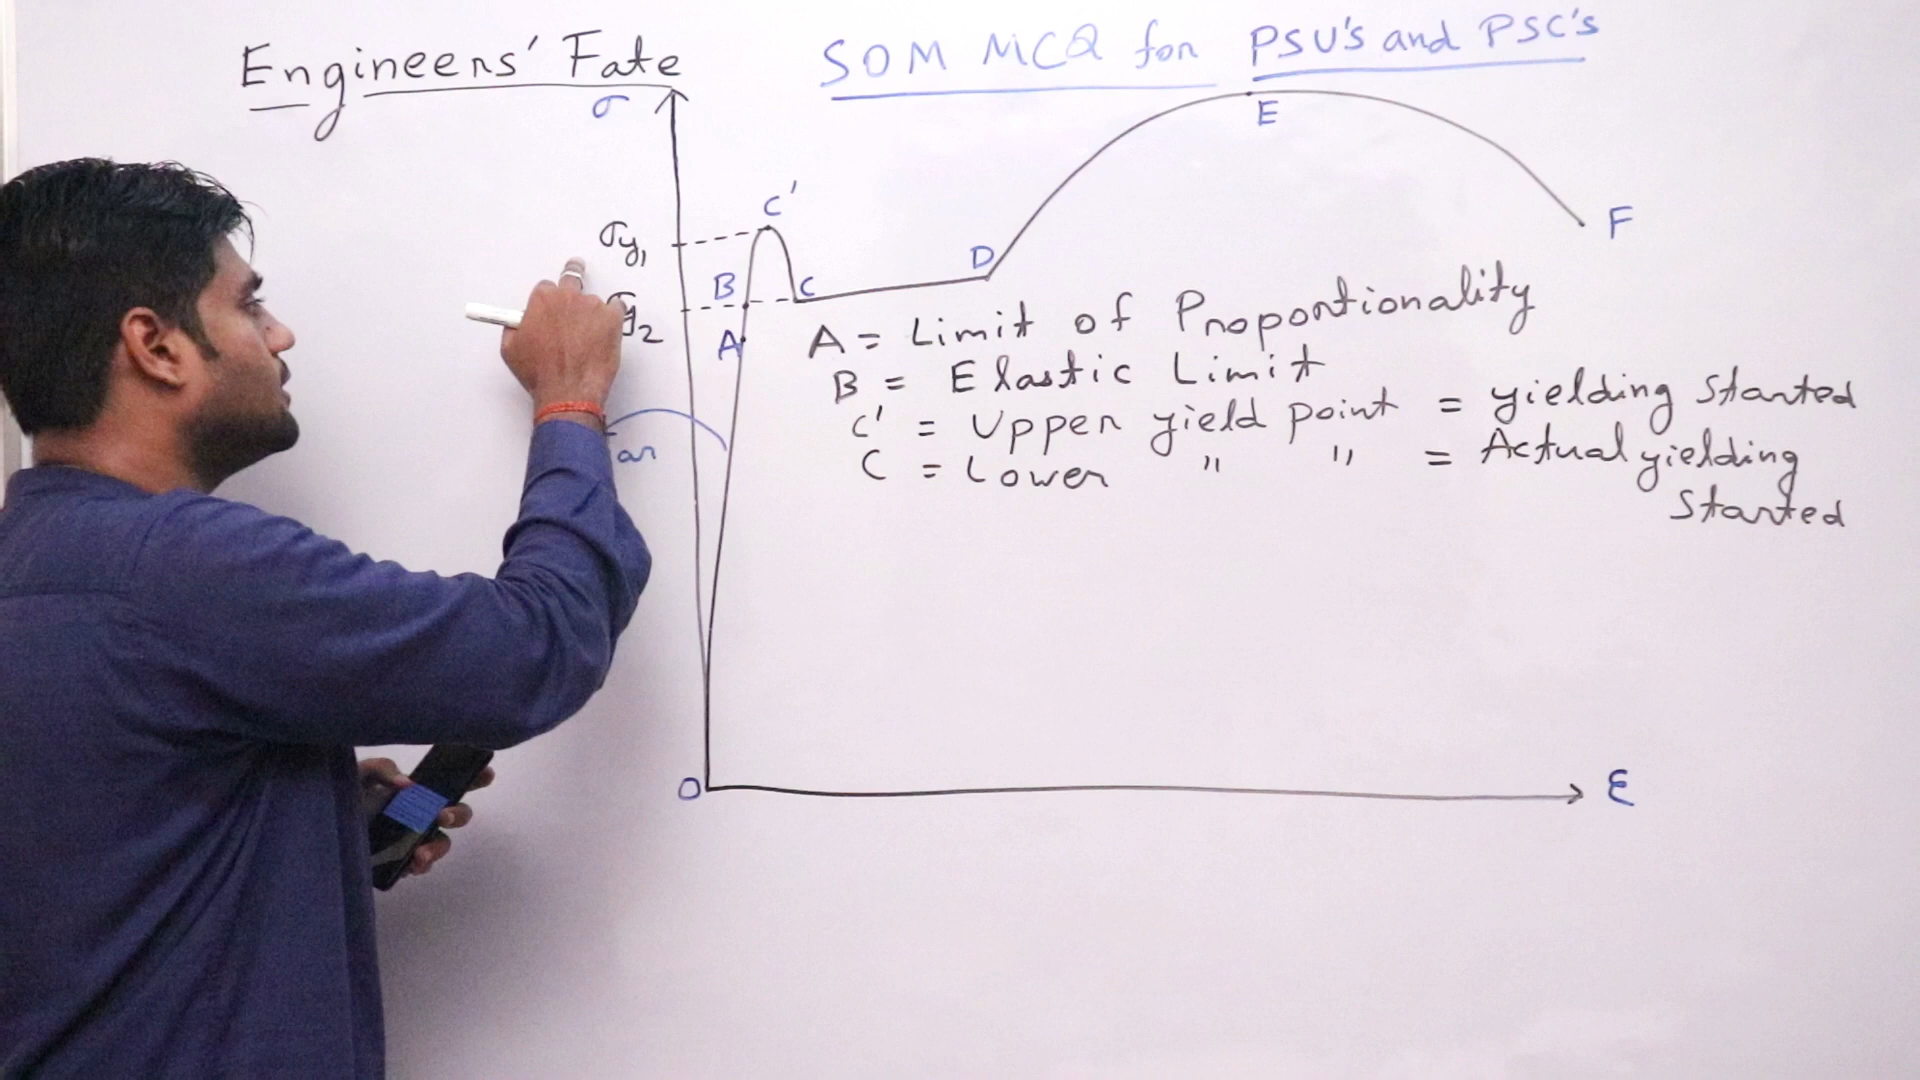 Engineers' Fate
SOM MCQ for PSU'S and PSC'S
σ
E
C'
F
σy1
D
B
C
y2
A
A = Limit of Proportionality
B = Elastic Limit
C' = Upper yield point = yielding started
C = Lower " " = Actual yielding
started
O
ε